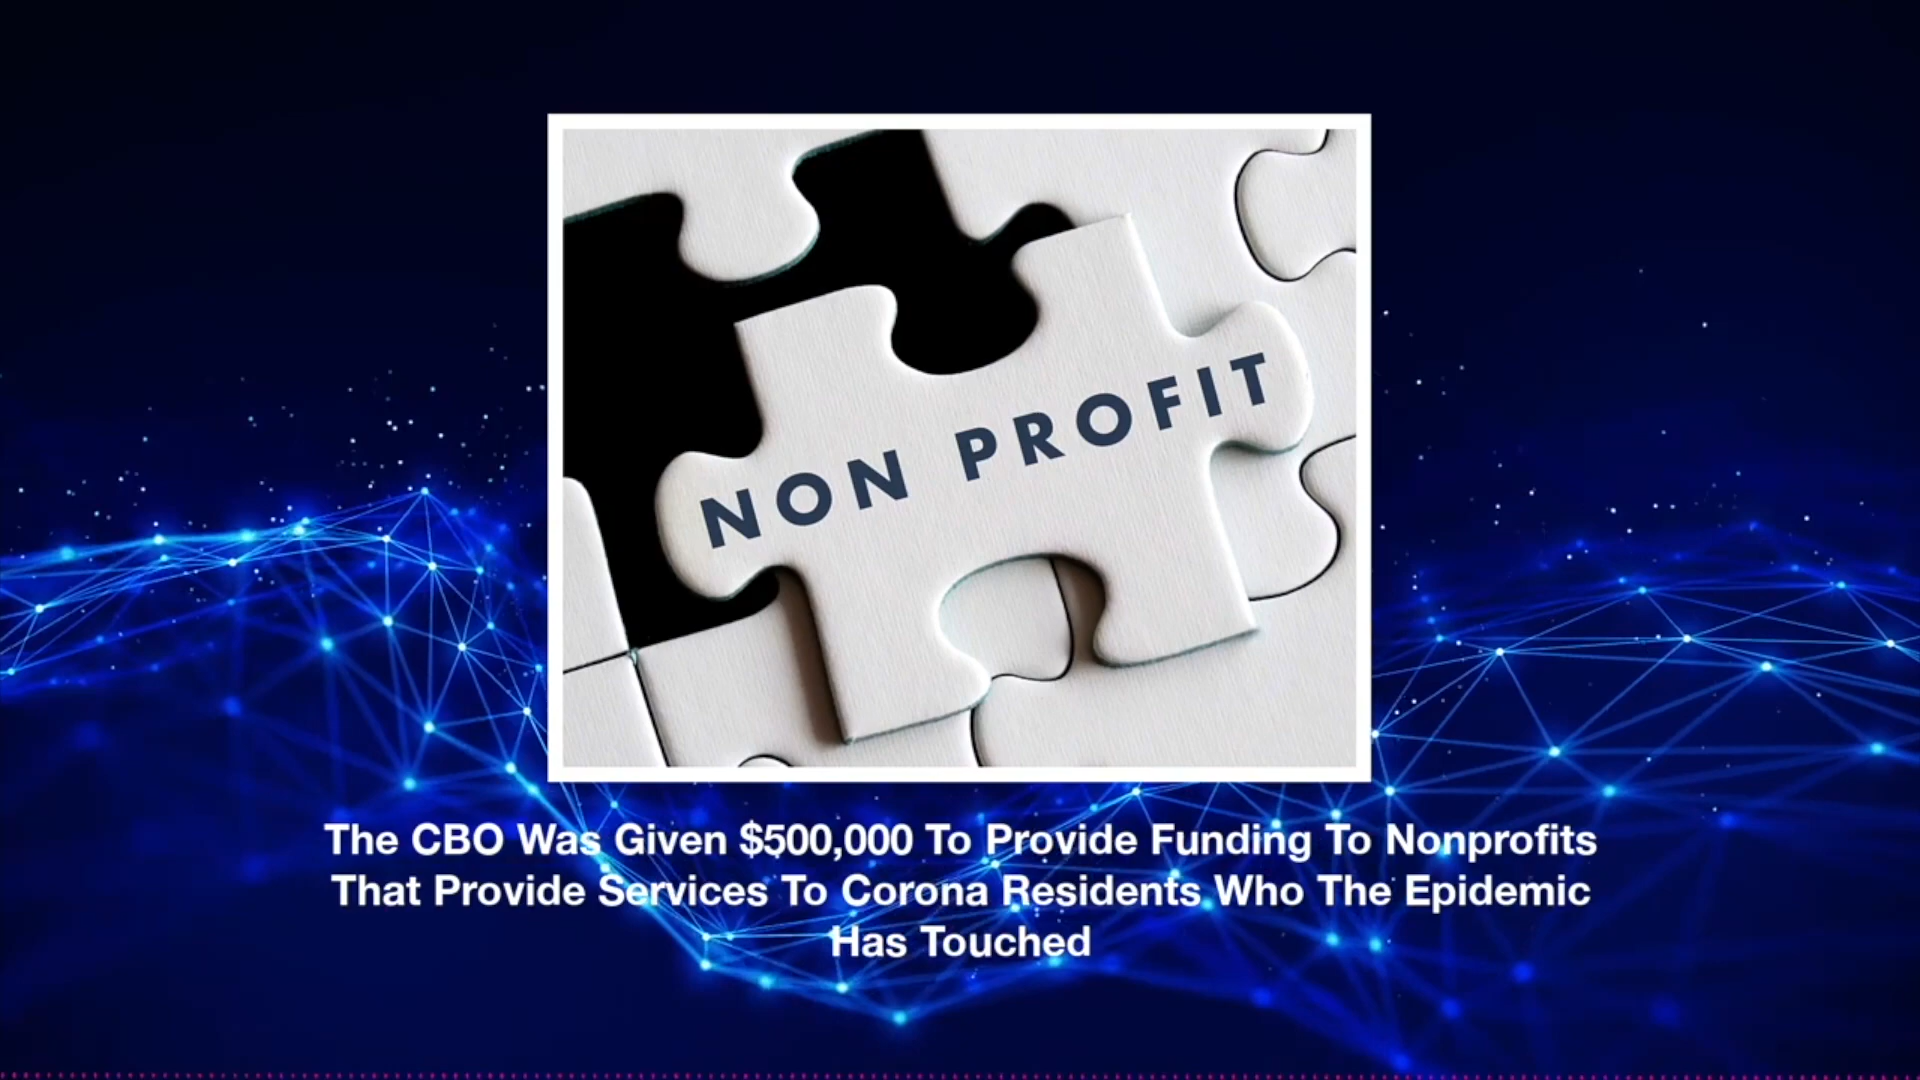 NON PROFIT
The CBO Was Given $500,000 To Provide Funding To Nonprofits
That Provide Services To Corona Residents Who The Epidemic
Has Touched